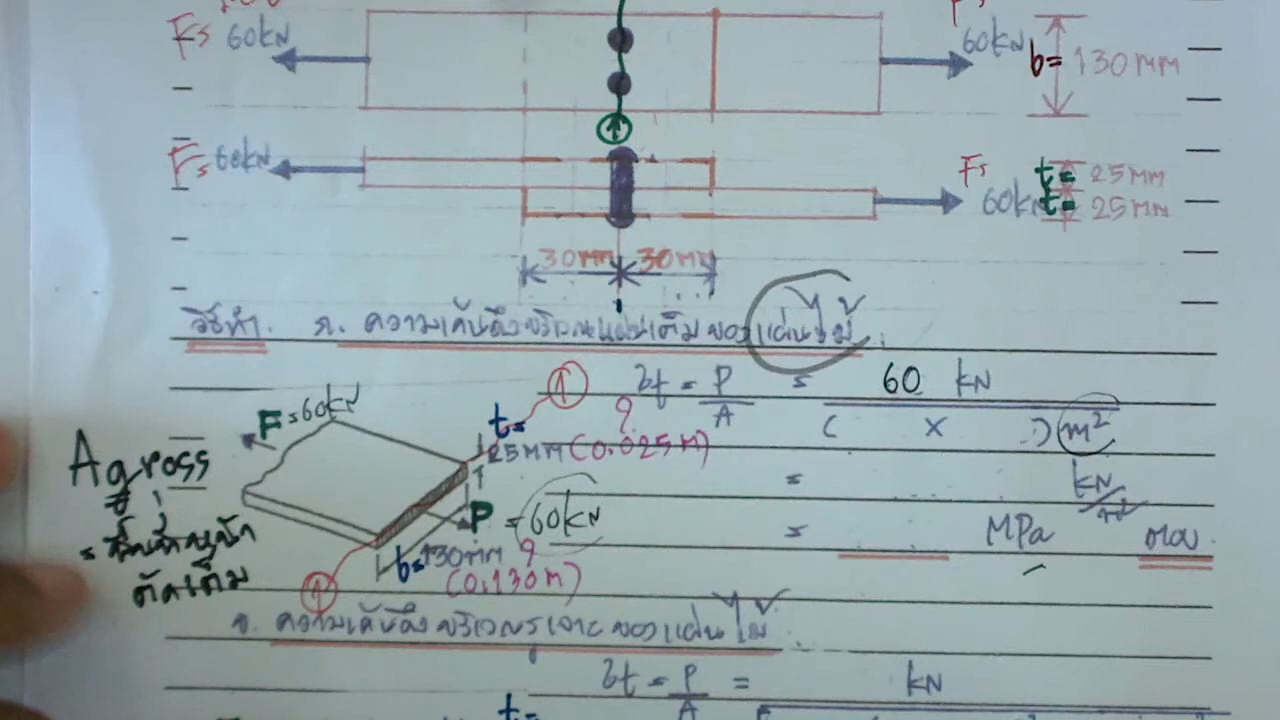 Fs 60kN
60kN b= 130mm
Fs 60kN
Fs t= 25mm
60kN t= 25mm
30mm 30mm
วิธีทำ. ก. ความเค้นดึงบริเวณแผ่นเต็มของแผ่นไม้.
F=60kN
t=
25mm (0.025m)
? 
1
σt = P/A = 60 kN
( x ) m²
Agross
= พื้นที่หน้า
ตัดเต็ม
P = 60kN
= kN/m²
b=130mm ?
(0.130m)
1
= MPa ตอบ
ข. ความเค้นดึงบริเวณรูเจาะของแผ่นไม้
σt = P/A = kN
t=